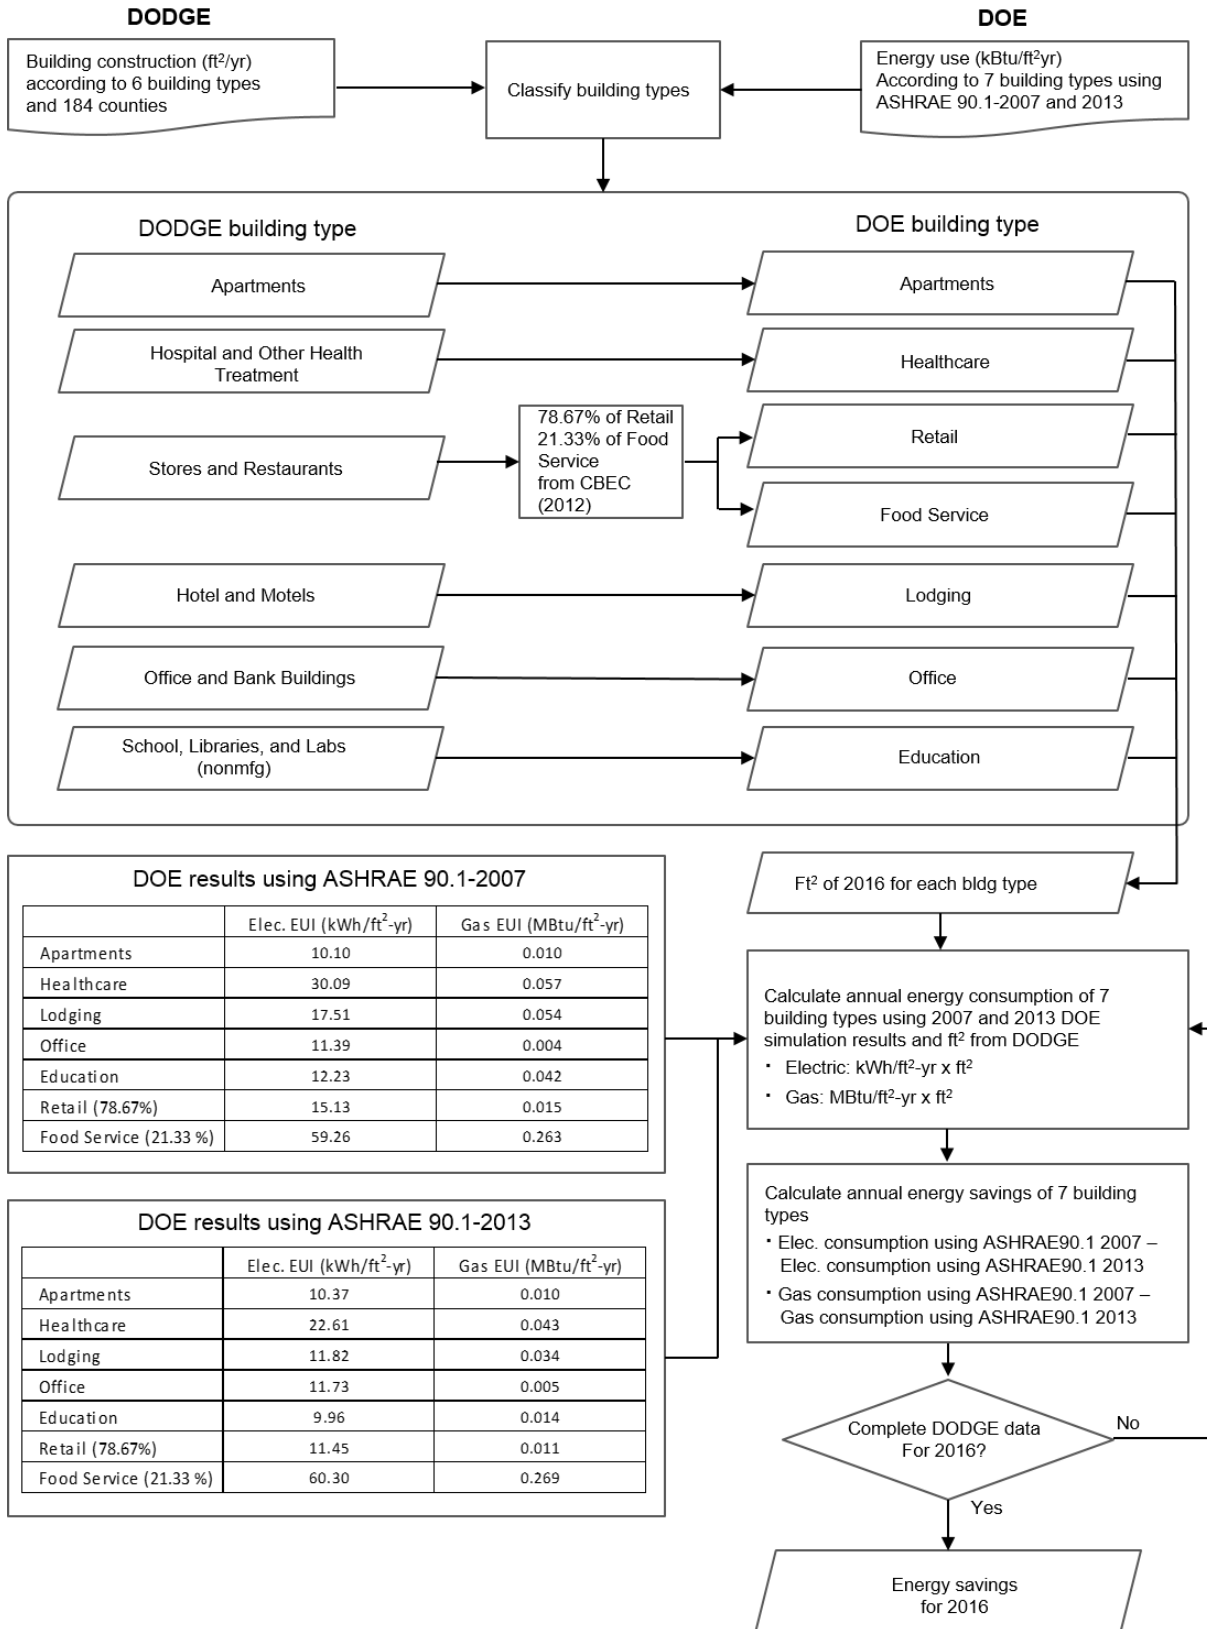 DODGE
DOE
Building construction (ft²/yr)
according to 6 building types
and 184 counties
Classify building types
Energy use (kBtu/ft²yr)
According to 7 building types using
ASHRAE 90.1-2007 and 2013
DODGE building type
DOE building type
Apartments
Apartments
Hospital and Other Health
Treatment
Healthcare
Stores and Restaurants
78.67% of Retail
21.33% of Food
Service
from CBEC
(2012)
Retail
Food Service
Hotel and Motels
Lodging
Office and Bank Buildings
Office
School, Libraries, and Labs
(nonmfg)
Education
Ft² of 2016 for each bldg type
DOE results using ASHRAE 90.1-2007
Elec. EUI (kWh/ft²-yr) Gas EUI (MBtu/ft²-yr)
Apartments 10.10 0.010
Healthcare 30.09 0.057
Lodging 17.51 0.054
Office 11.39 0.004
Education 12.23 0.042
Retail (78.67%) 15.13 0.015
Food Service (21.33 %) 59.26 0.263
Calculate annual energy consumption of 7
building types using 2007 and 2013 DOE
simulation results and ft² from DODGE
· Electric: kWh/ft²-yr x ft²
· Gas: MBtu/ft²-yr x ft²
DOE results using ASHRAE 90.1-2013
Elec. EUI (kWh/ft²-yr) Gas EUI (MBtu/ft²-yr)
Apartments 10.37 0.010
Healthcare 22.61 0.043
Lodging 11.82 0.034
Office 11.73 0.005
Education 9.96 0.014
Retail (78.67%) 11.45 0.011
Food Service (21.33 %) 60.30 0.269
Calculate annual energy savings of 7 building
types
· Elec. consumption using ASHRAE90.1 2007 –
Elec. consumption using ASHRAE90.1 2013
· Gas consumption using ASHRAE90.1 2007 –
Gas consumption using ASHRAE90.1 2013
Complete DODGE data
For 2016?
No
Yes
Energy savings
for 2016